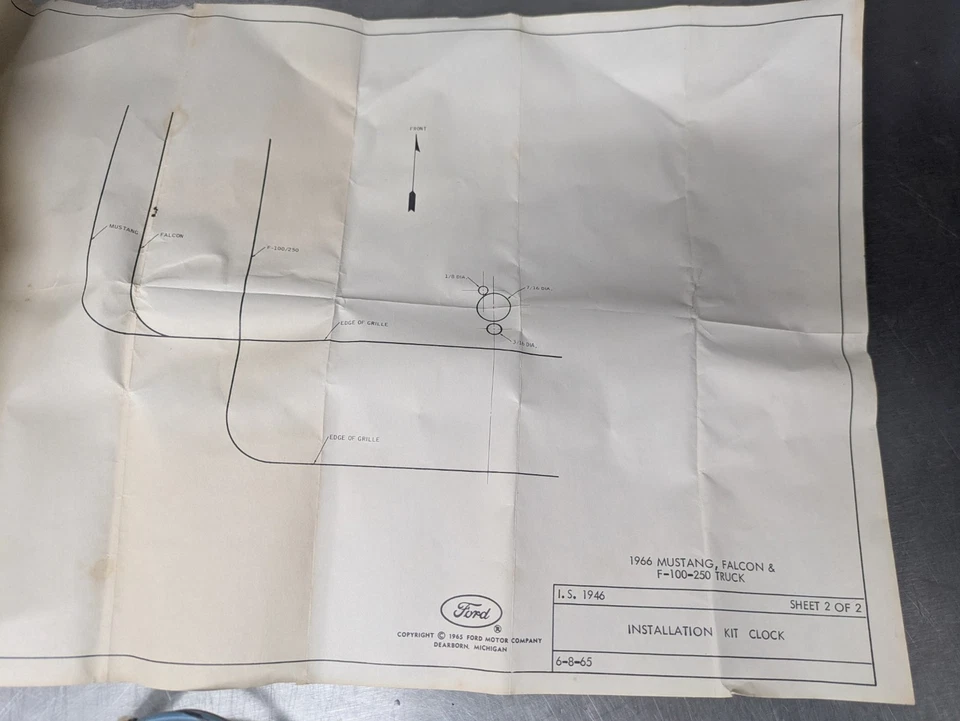 FRONT
MUSTANG
FALCON
F-100/250
1/8 DIA.
7/16 DIA.
EDGE OF GRILLE
3/16 DIA.
EDGE OF GRILLE
1966 MUSTANG, FALCON &
F-100-250 TRUCK
I.S. 1946
SHEET 2 OF 2
Ford
®
INSTALLATION KIT CLOCK
COPYRIGHT © 1965 FORD MOTOR COMPANY
DEARBORN, MICHIGAN
6-8-65